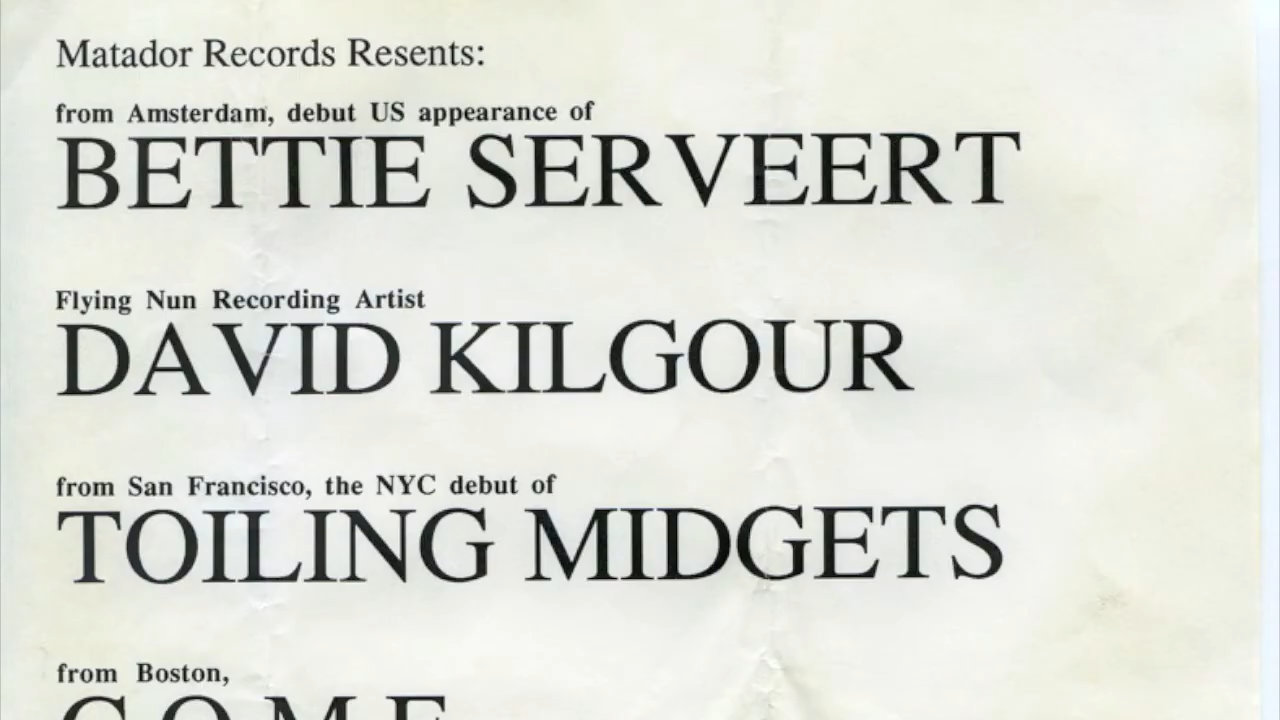 Matador Records Resents:
from Amsterdam, debut US appearance of
BETTIE SERVEERT
Flying Nun Recording Artist
DAVID KILGOUR
from San Francisco, the NYC debut of
TOILING MIDGETS
from Boston,
COME